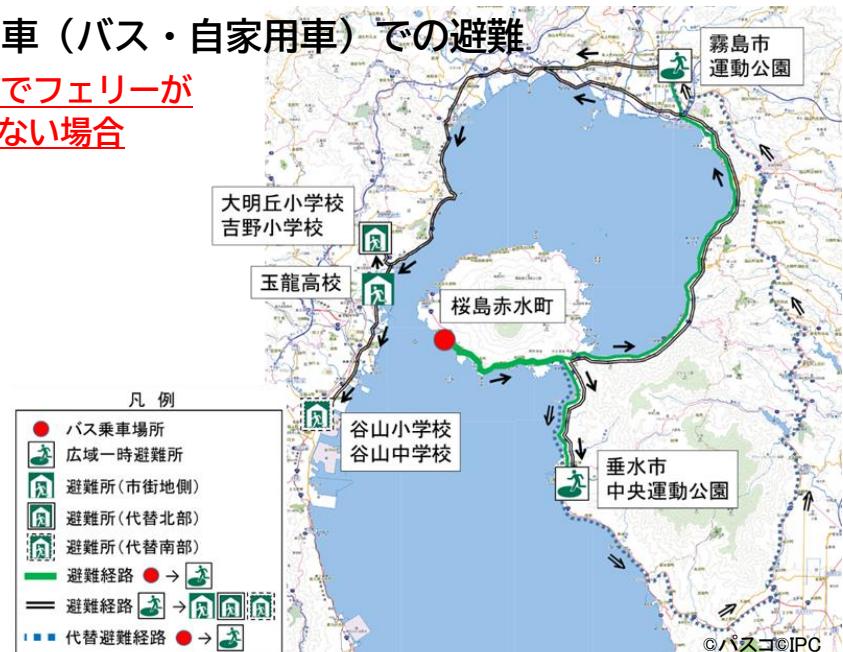 車（バス・自家用車）での避難
でフェリーが
ない場合
霧島市
運動公園
大明丘小学校
吉野小学校
玉龍高校
桜島赤水町
谷山小学校
谷山中学校
垂水市
中央運動公園
凡 例
バス乗車場所
広域一時避難所
避難所(市街地側)
避難所(代替北部)
避難所(代替南部)
避難経路 → 
避難経路 → 
代替避難経路 → 
©パスコ©IPC